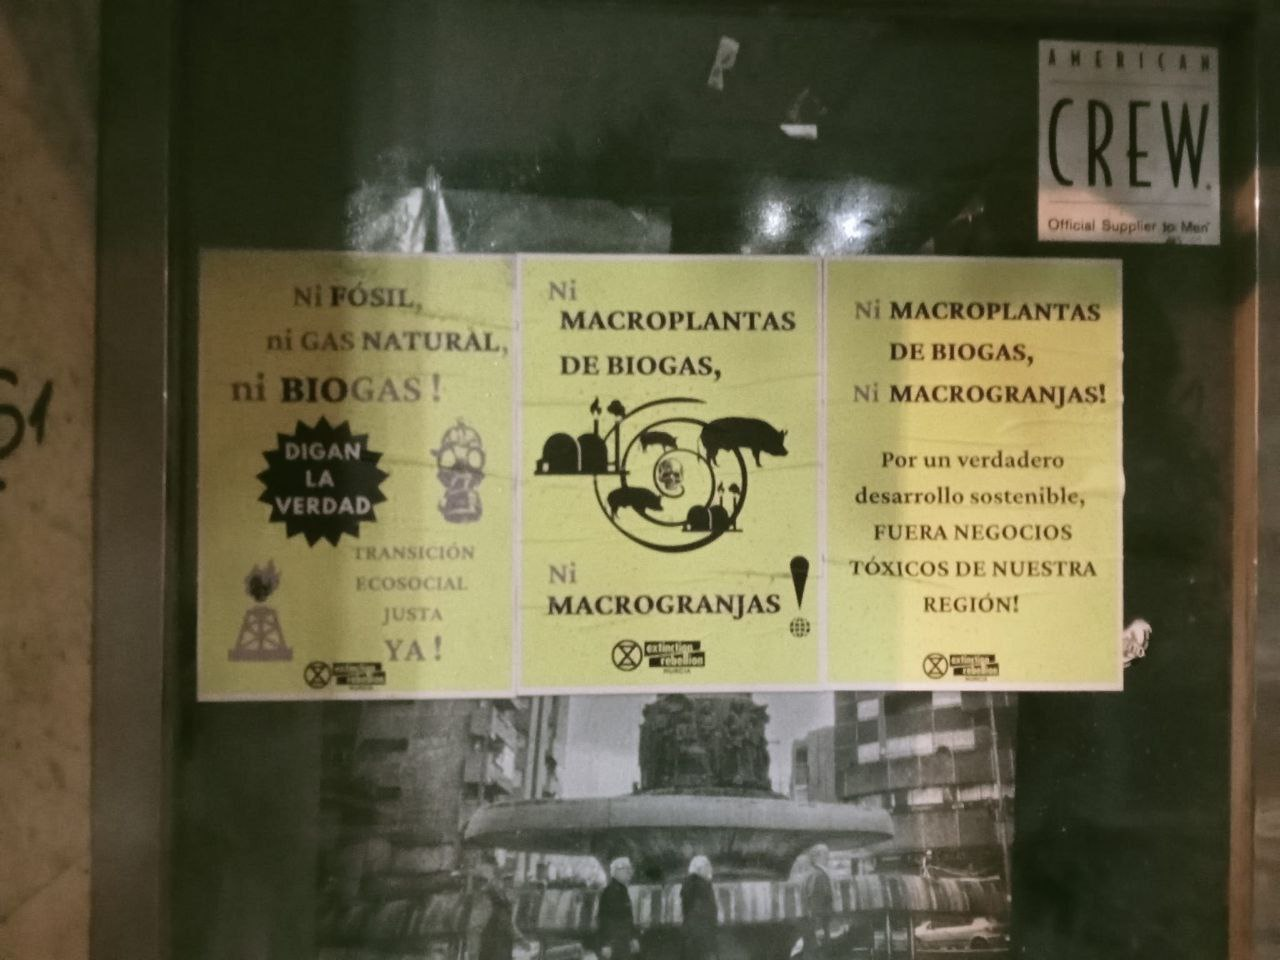 AMERICAN
CREW.
Official Supplier to Men
Ni FÓSIL,
ni GAS NATURAL,
ni BIOGAS!
DIGAN
LA
VERDAD
TRANSICIÓN
ECOSOCIAL
JUSTA
YA!
extinction
rebellion
MURCIA
Ni
MACROPLANTAS
DE BIOGAS,
Ni
MACROGRANJAS!
extinction
rebellion
MURCIA
Ni MACROPLANTAS
DE BIOGAS,
Ni MACROGRANJAS!
Por un verdadero
desarrollo sostenible,
FUERA NEGOCIOS
TÓXICOS DE NUESTRA
REGIÓN!
extinction
rebellion
MURCIA